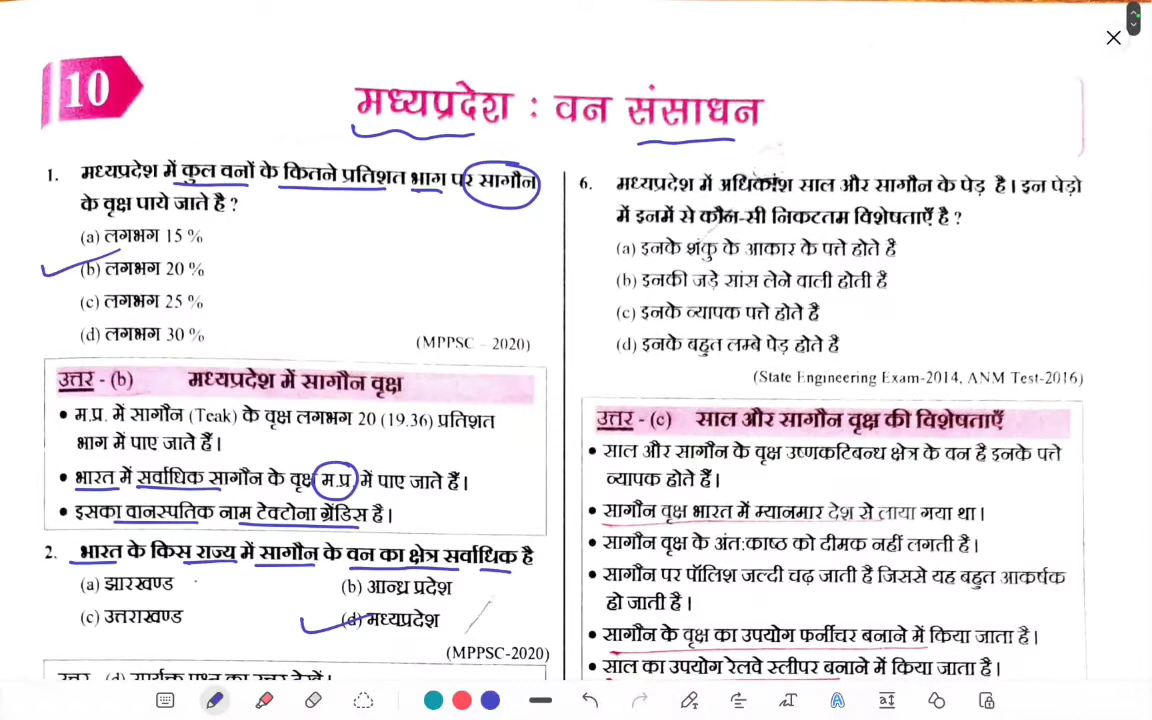 10
मध्यप्रदेश : वन संसाधन
1. मध्यप्रदेश में कुल वनों के कितने प्रतिशत भाग पर सागौन
के वृक्ष पाये जाते है ?
(a) लगभग 15 %
(b) लगभग 20 %
(c) लगभग 25 %
(d) लगभग 30 %
(MPPSC – 2020)
उत्तर - (b) मध्यप्रदेश में सागौन वृक्ष
• म.प्र. में सागौन (Teak) के वृक्ष लगभग 20 (19.36) प्रतिशत
भाग में पाए जाते हैं।
• भारत में सर्वाधिक सागौन के वृक्ष म.प्र. में पाए जाते हैं।
• इसका वानस्पतिक नाम टेक्टोना ग्रेंडिस है।
2. भारत के किस राज्य में सागौन के वन का क्षेत्र सर्वाधिक है
(a) झारखण्ड (b) आन्ध्र प्रदेश
(c) उत्तराखण्ड (d) मध्यप्रदेश
(MPPSC-2020)
6. मध्यप्रदेश में अधिकांश साल और सागौन के पेड़ है। इन पेड़ो
में इनमें से कौन-सी निकटतम विशेषताएँ है ?
(a) इनके शंकु के आकार के पत्ते होते है
(b) इनकी जड़े सांस लेने वाली होती है
(c) इनके व्यापक पत्ते होते है
(d) इनके बहुत लम्बे पेड़ होते है
(State Engineering Exam-2014, ANM Test-2016)
उत्तर - (c) साल और सागौन वृक्ष की विशेषताएँ
• साल और सागौन के वृक्ष उष्णकटिबन्ध क्षेत्र के वन है इनके पत्ते
व्यापक होते हैं।
• सागौन वृक्ष भारत में म्यानमार देश से लाया गया था।
• सागौन वृक्ष के अंत:काष्ठ को दीमक नहीं लगती है।
• सागौन पर पॉलिश जल्दी चढ़ जाती है जिससे यह बहुत आकर्षक
हो जाती है।
• सागौन के वृक्ष का उपयोग फर्नीचर बनाने में किया जाता है।
• साल का उपयोग रेलवे स्लीपर बनाने में किया जाता है।